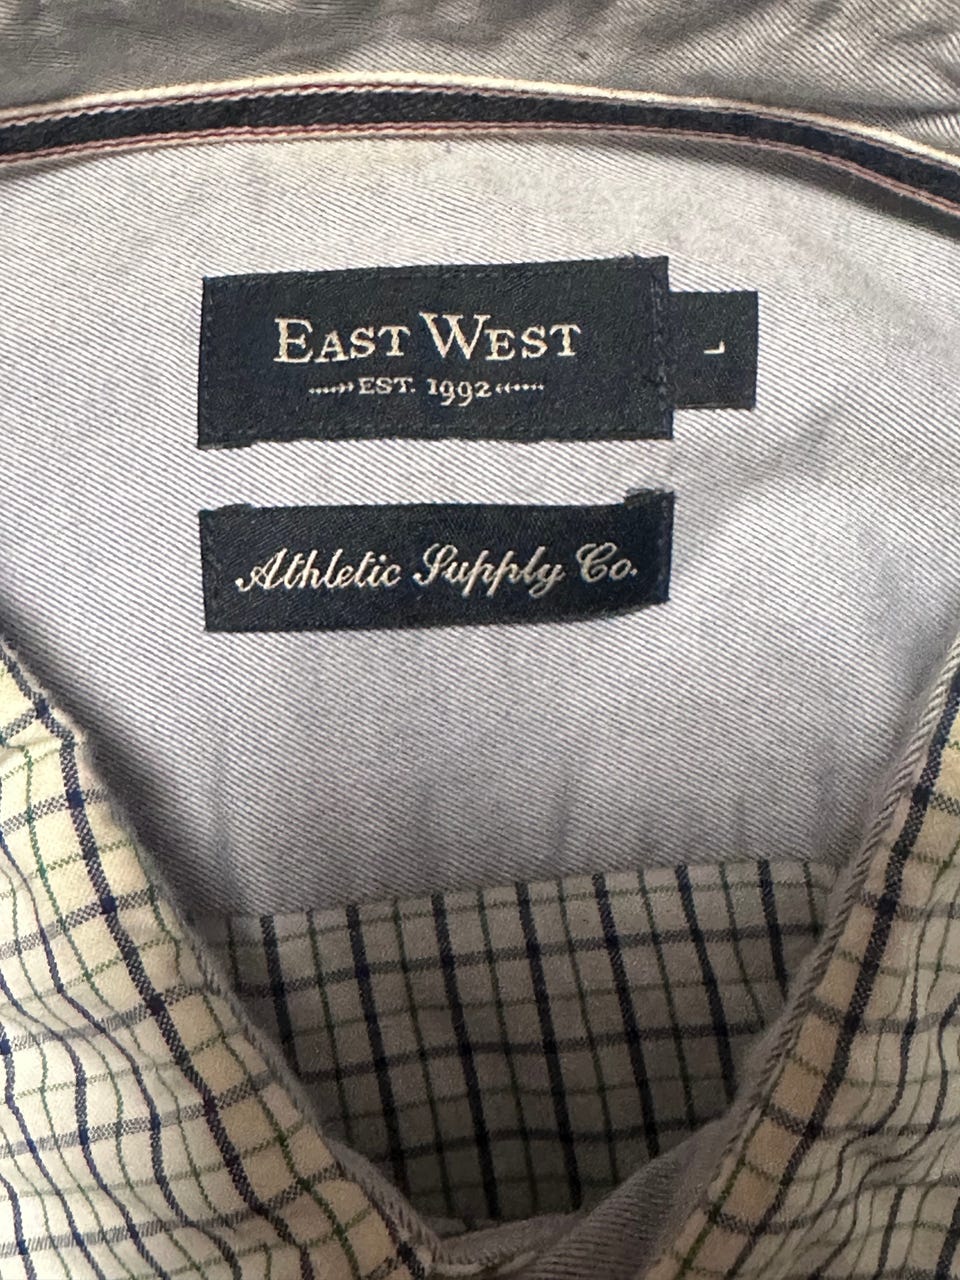 EAST WEST
EST. 1992
L
Athletic Supply Co.